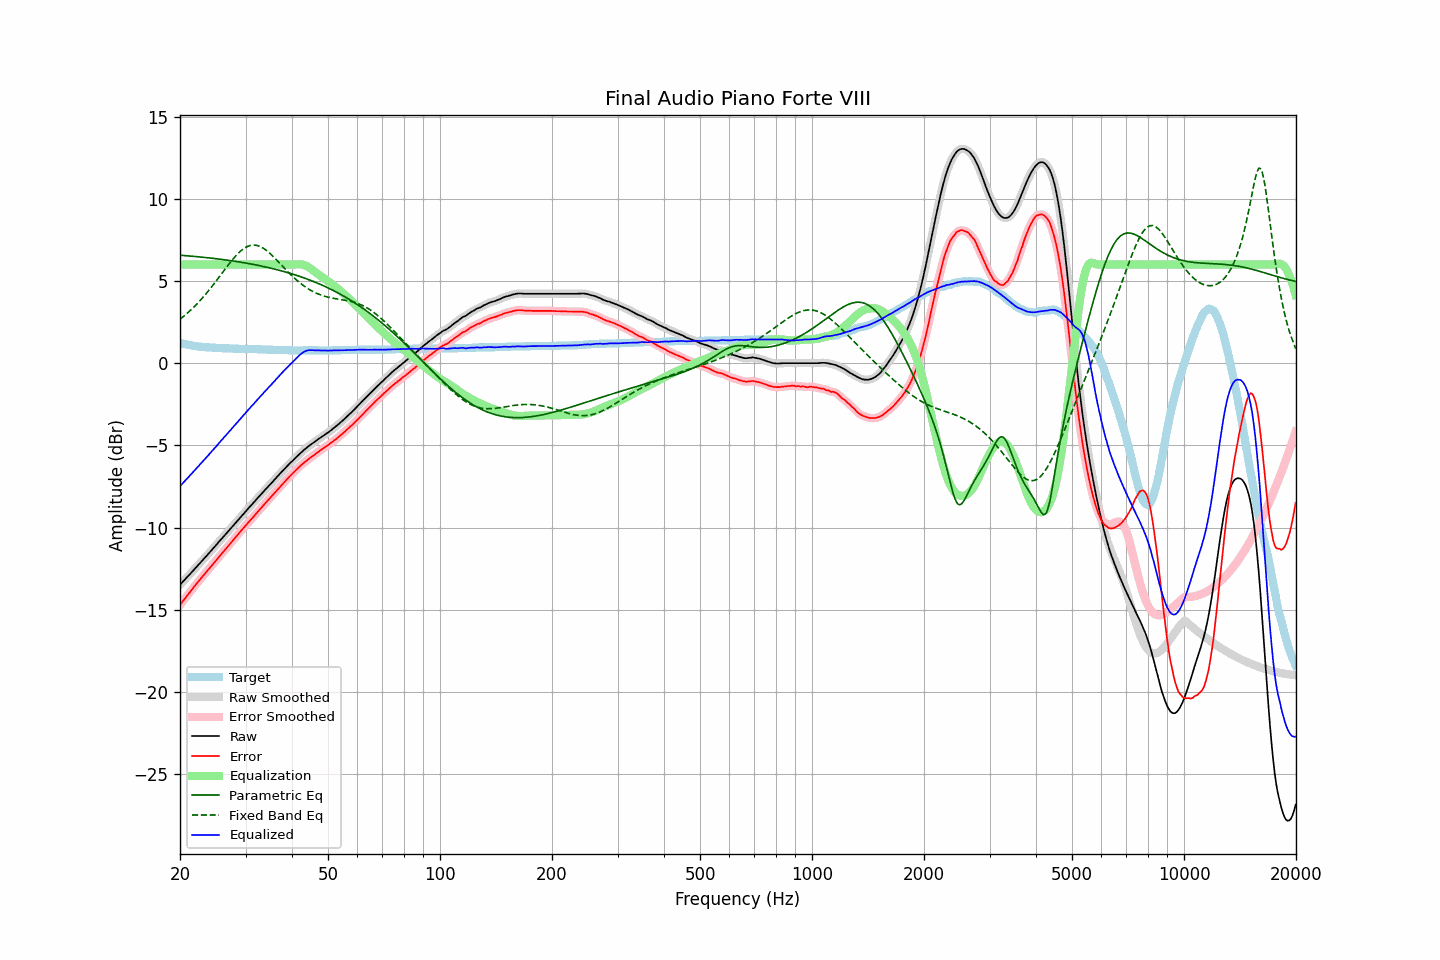 Final Audio Piano Forte VIII
15
10
5
0
−5
−10
−15
−20
−25
Amplitude (dBr)
Target
Raw Smoothed
Error Smoothed
Raw
Error
Equalization
Parametric Eq
Fixed Band Eq
Equalized
20 50 100 200 500 1000 2000 5000 10000 20000
Frequency (Hz)